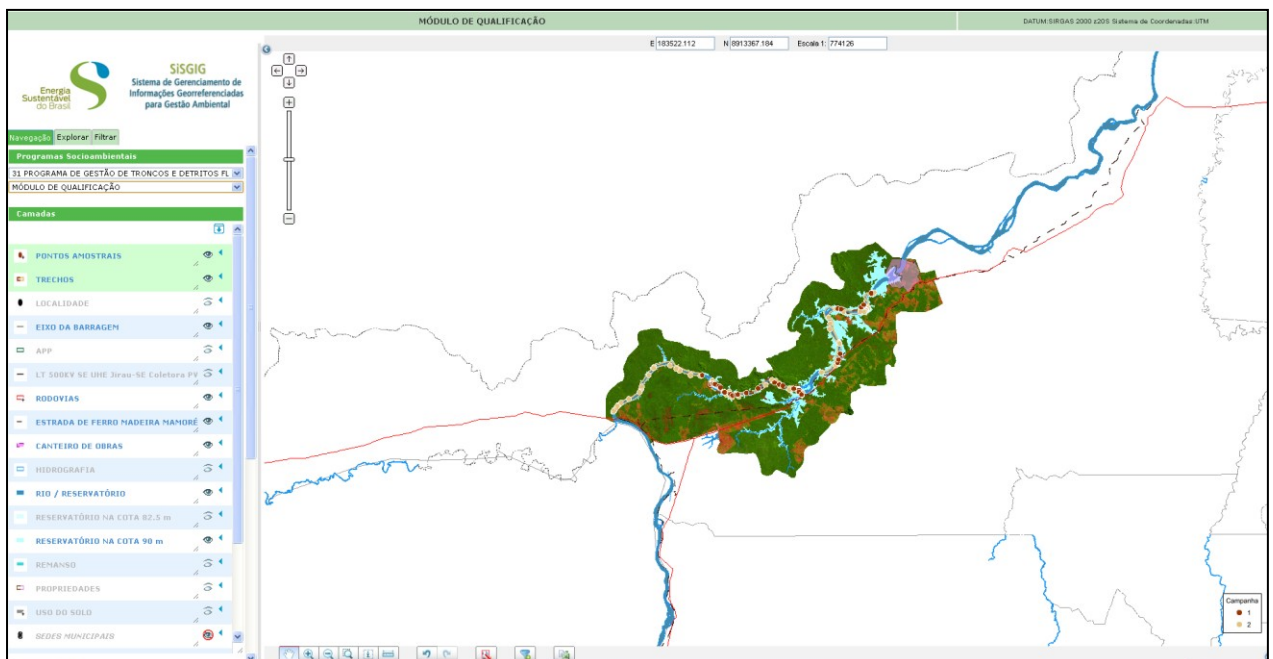 MÓDULO DE QUALIFICAÇÃO
DATUM:SIRGAS 2000 z20S Sistema de Coordenadas:UTM
E 183522.112 N 8913367.184 Escala 1: 774126
Energia
Sustentável
do Brasil
SiSGIG
Sistema de Gerenciamento de
Informações Georreferenciadas
para Gestão Ambiental
Navegação Explorar Filtrar
Programas Socioambientais
31 PROGRAMA DE GESTÃO DE TRONCOS E DETRITOS FL
MÓDULO DE QUALIFICAÇÃO
Camadas
PONTOS AMOSTRAIS
TRECHOS
LOCALIDADE
EIXO DA BARRAGEM
APP
LT 500KV SE UHE Jirau-SE Coletura PV
RODOVIAS
ESTRADA DE FERRO MADEIRA MAMORÉ
CANTEIRO DE OBRAS
HIDROGRAFIA
RIO / RESERVATÓRIO
RESERVATÓRIO NA COTA 82.5 m
RESERVATÓRIO NA COTA 90 m
REMANSO
PROPRIEDADES
USO DO SOLO
SEDES MUNICIPAIS
Campanha
1
2